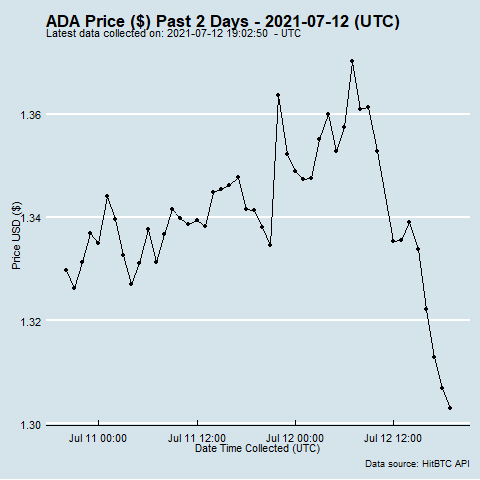 ADA Price ($) Past 2 Days - 2021-07-12 (UTC)
Latest data collected on: 2021-07-12 19:02:50 - UTC
1.36
1.34
Price USD ($)
1.32
1.30
Jul 11 00:00 Jul 11 12:00 Jul 12 00:00 Jul 12 12:00
Date Time Collected (UTC)
Data source: HitBTC API